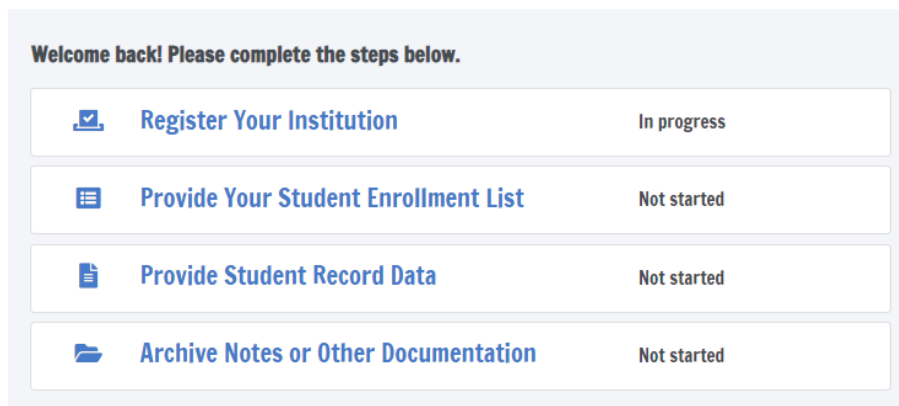 Welcome back! Please complete the steps below.
Register Your Institution In progress
Provide Your Student Enrollment List Not started
Provide Student Record Data Not started
Archive Notes or Other Documentation Not started